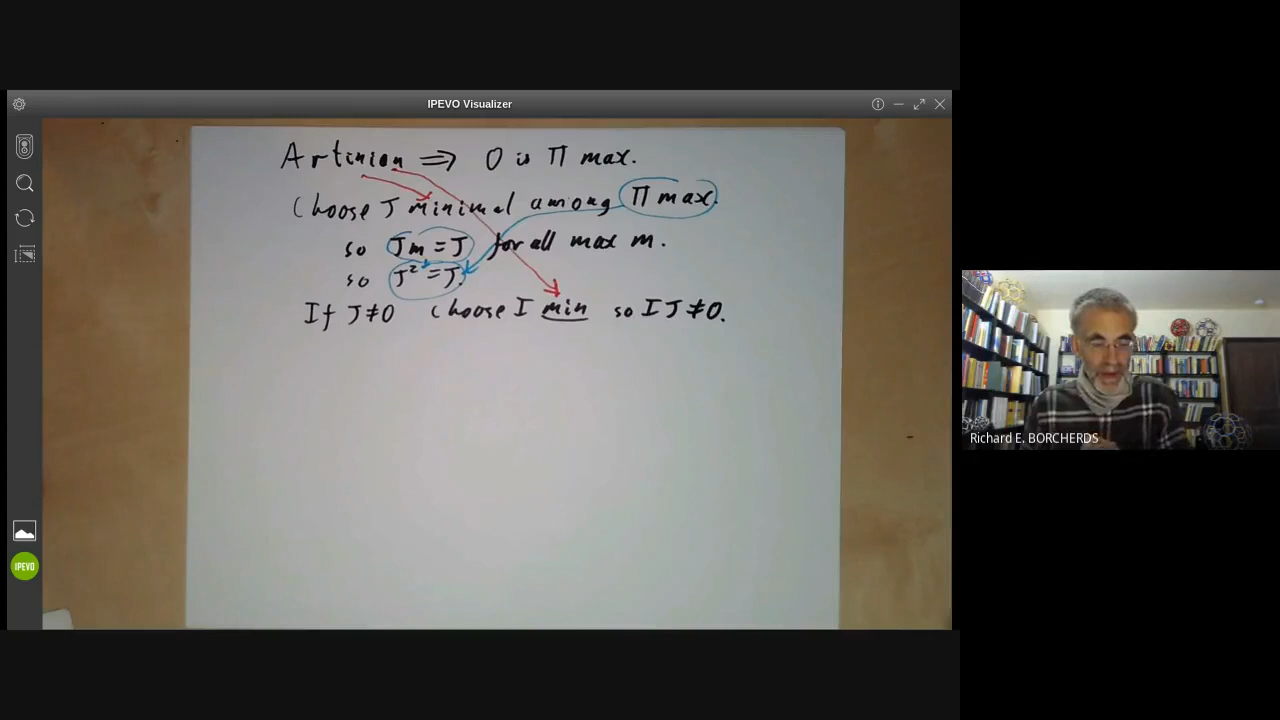 IPEVO Visualizer
Artinian ⇒ 0 is Π max.
Choose J minimal among Π max.
so Jm = J for all max m.
so J² = J.
If J≠0 Choose I min so IJ≠0.
IPEVO
Richard E. BORCHERDS